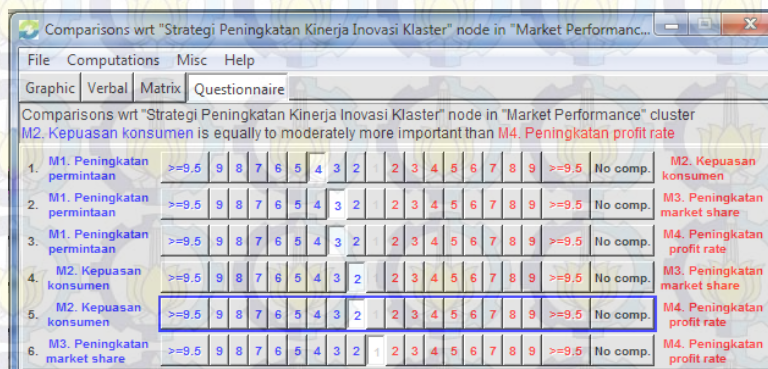 Comparisons wrt "Strategi Peningkatan Kinerja Inovasi Klaster" node in "Market Performanc...
File Computations Misc Help
Graphic Verbal Matrix Questionnaire
Comparisons wrt "Strategi Peningkatan Kinerja Inovasi Klaster" node in "Market Performance" cluster
M2. Kepuasan konsumen is equally to moderately more important than M4. Peningkatan profit rate
1. M1. Peningkatan permintaan >=9.5 9 8 7 6 5 4 3 2 1 2 3 4 5 6 7 8 9 >=9.5 No comp. M2. Kepuasan konsumen
2. M1. Peningkatan permintaan >=9.5 9 8 7 6 5 4 3 2 1 2 3 4 5 6 7 8 9 >=9.5 No comp. M3. Peningkatan market share
3. M1. Peningkatan permintaan >=9.5 9 8 7 6 5 4 3 2 1 2 3 4 5 6 7 8 9 >=9.5 No comp. M4. Peningkatan profit rate
4. M2. Kepuasan konsumen >=9.5 9 8 7 6 5 4 3 2 1 2 3 4 5 6 7 8 9 >=9.5 No comp. M3. Peningkatan market share
5. M2. Kepuasan konsumen >=9.5 9 8 7 6 5 4 3 2 1 2 3 4 5 6 7 8 9 >=9.5 No comp. M4. Peningkatan profit rate
6. M3. Peningkatan market share >=9.5 9 8 7 6 5 4 3 2 1 2 3 4 5 6 7 8 9 >=9.5 No comp. M4. Peningkatan profit rate